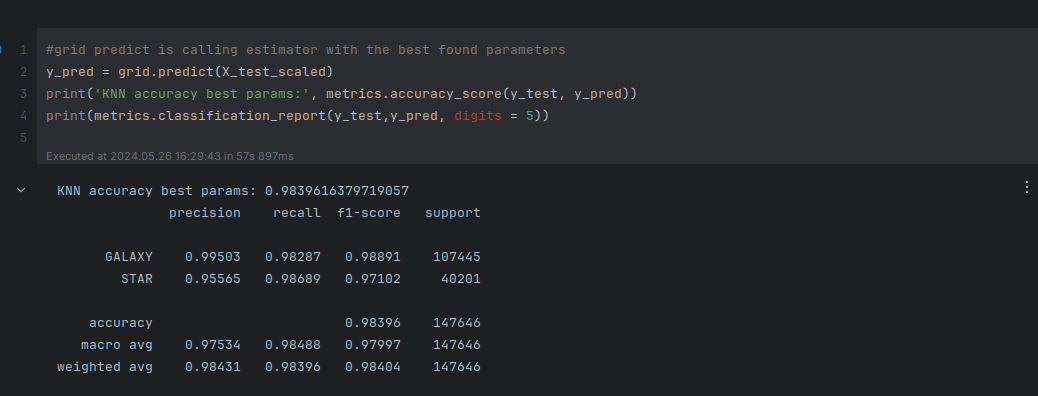 1 #grid predict is calling estimator with the best found parameters
2 y_pred = grid.predict(X_test_scaled)
3 print('KNN accuracy best params:', metrics.accuracy_score(y_test, y_pred))
4 print(metrics.classification_report(y_test,y_pred, digits = 5))
5
Executed at 2024.05.26 16:29:43 in 57s 897ms
KNN accuracy best params: 0.9839616379719057
precision recall f1-score support
GALAXY 0.99503 0.98287 0.98891 107445
STAR 0.95565 0.98689 0.97102 40201
accuracy 0.98396 147646
macro avg 0.97534 0.98488 0.97997 147646
weighted avg 0.98431 0.98396 0.98404 147646